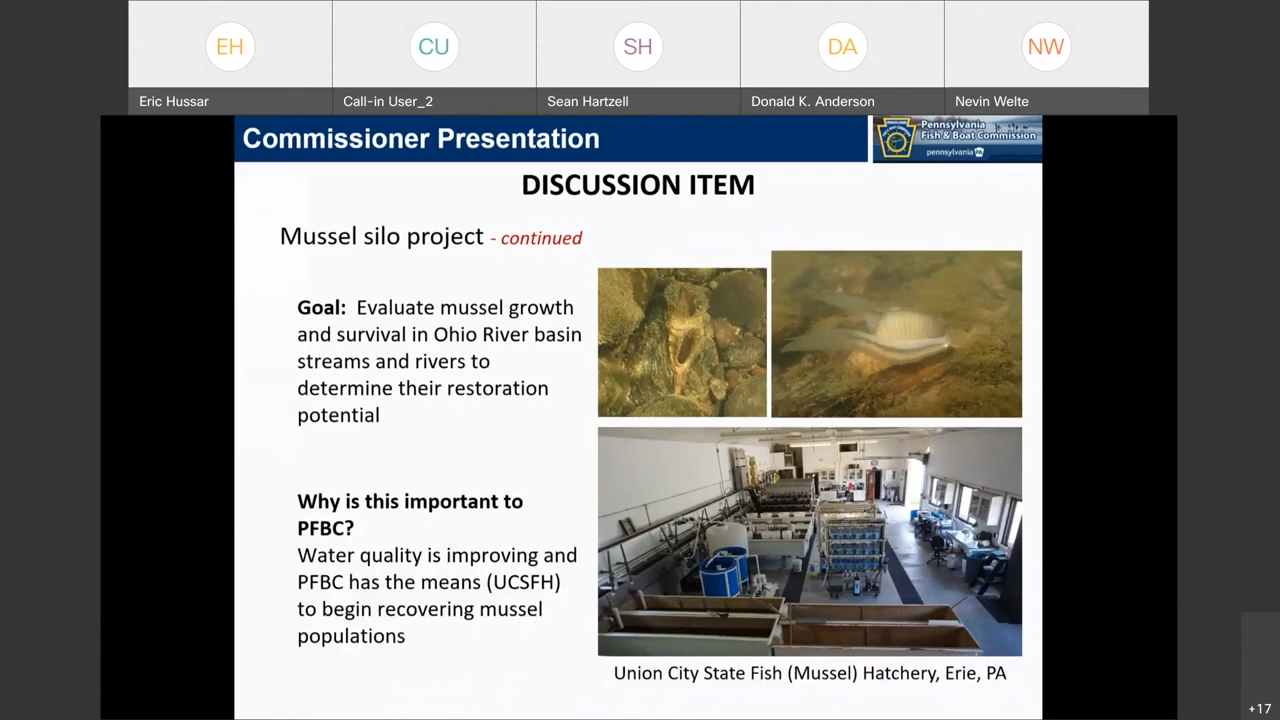 EH
CU
SH
DA
NW
Eric Hussar
Call-in User_2
Sean Hartzell
Donald K. Anderson
Nevin Welte
Commissioner Presentation
Pennsylvania
Fish & Boat Commission
pennsylvania PA
DISCUSSION ITEM
Mussel silo project - continued
Goal: Evaluate mussel growth
and survival in Ohio River basin
streams and rivers to
determine their restoration
potential
Why is this important to
PFBC?
Water quality is improving and
PFBC has the means (UCSFH)
to begin recovering mussel
populations
Union City State Fish (Mussel) Hatchery, Erie, PA
+17